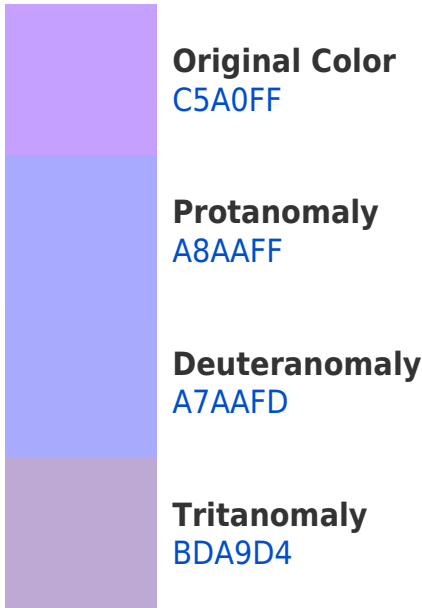 Original Color
C5A0FF
Protanomaly
A8AAFF
Deuteranomaly
A7AAFD
Tritanomaly
BDA9D4